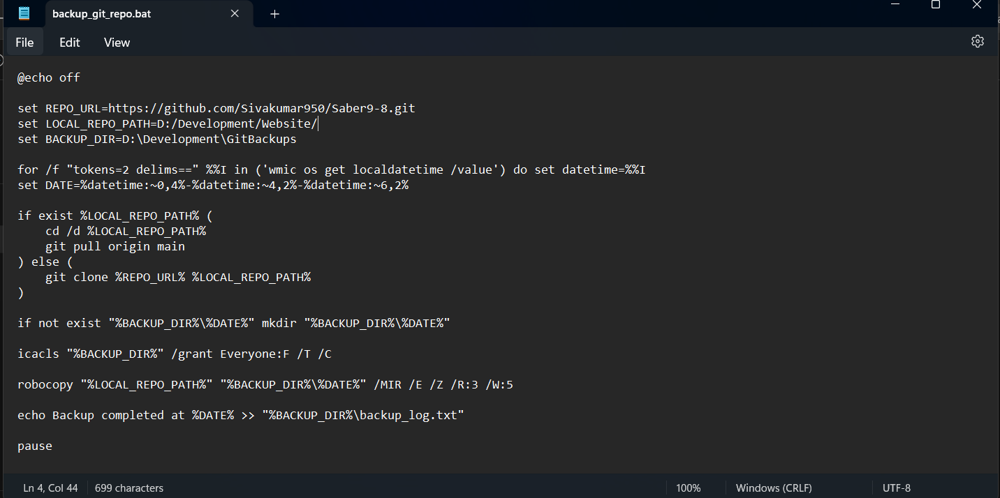 backup_git_repo.bat
File Edit View
@echo off
set REPO_URL=https://github.com/Sivakumar950/Saber9-8.git
set LOCAL_REPO_PATH=D:/Development/Website/
set BACKUP_DIR=D:\Development\GitBackups
for /f "tokens=2 delims==" %%I in ('wmic os get localdatetime /value') do set datetime=%%I
set DATE=%datetime:~0,4%-%datetime:~4,2%-%datetime:~6,2%
if exist %LOCAL_REPO_PATH% (
    cd /d %LOCAL_REPO_PATH%
    git pull origin main
) else (
    git clone %REPO_URL% %LOCAL_REPO_PATH%
)
if not exist "%BACKUP_DIR%\%DATE%" mkdir "%BACKUP_DIR%\%DATE%"
icacls "%BACKUP_DIR%" /grant Everyone:F /T /C
robocopy "%LOCAL_REPO_PATH%" "%BACKUP_DIR%\%DATE%" /MIR /E /Z /R:3 /W:5
echo Backup completed at %DATE% >> "%BACKUP_DIR%\backup_log.txt"
pause
Ln 4, Col 44 699 characters 100% Windows (CRLF) UTF-8